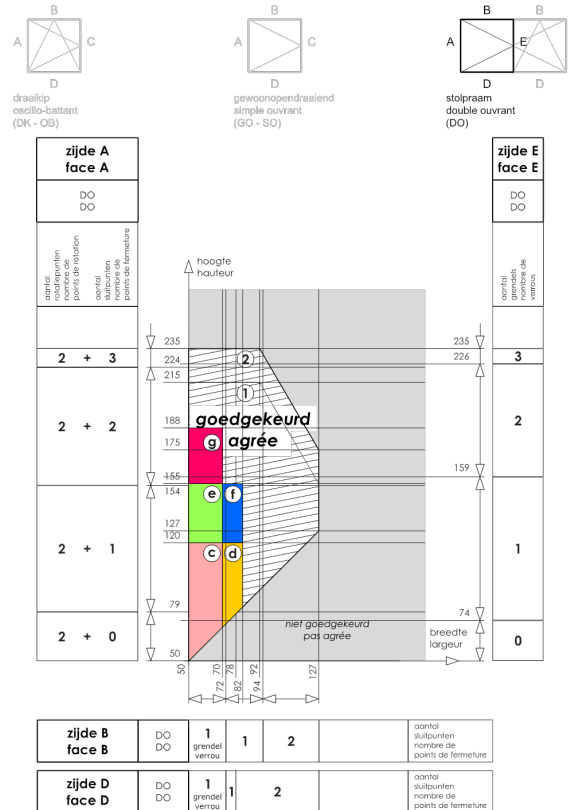 B
A
C
D
draaikip
oscillo-battant
(DK - OB)
B
A
C
D
gewoonopendraaiend
simple ouvrant
(GO - SO)
B
B
A
E
D
D
stolpraam
double ouvrant
(DO)
zijde A
face A
DO
DO
aantal
rotatiepunten
nombre de
points de rotation
aantal
sluitpunten
nombre de
points de fermeture
2 + 3
2 + 2
2 + 1
2 + 0
hoogte
hauteur
235
224
215
188
175
155
154
127
120
79
50
2
1
goedgekeurd
agrée
g
e
f
c
d
niet goedgekeurd
pas agrée
breedte
largeur
50
70
72
78
82
92
94
127
zijde E
face E
DO
DO
aantal
grendels
nombre de
verrous
235
226
159
74
3
2
1
0
zijde B
face B
DO
DO
1
grendel
verrou
1
2
aantal
sluitpunten
nombre de
points de fermeture
zijde D
face D
DO
DO
1
grendel
verrou
1
2
aantal
sluitpunten
nombre de
points de fermeture